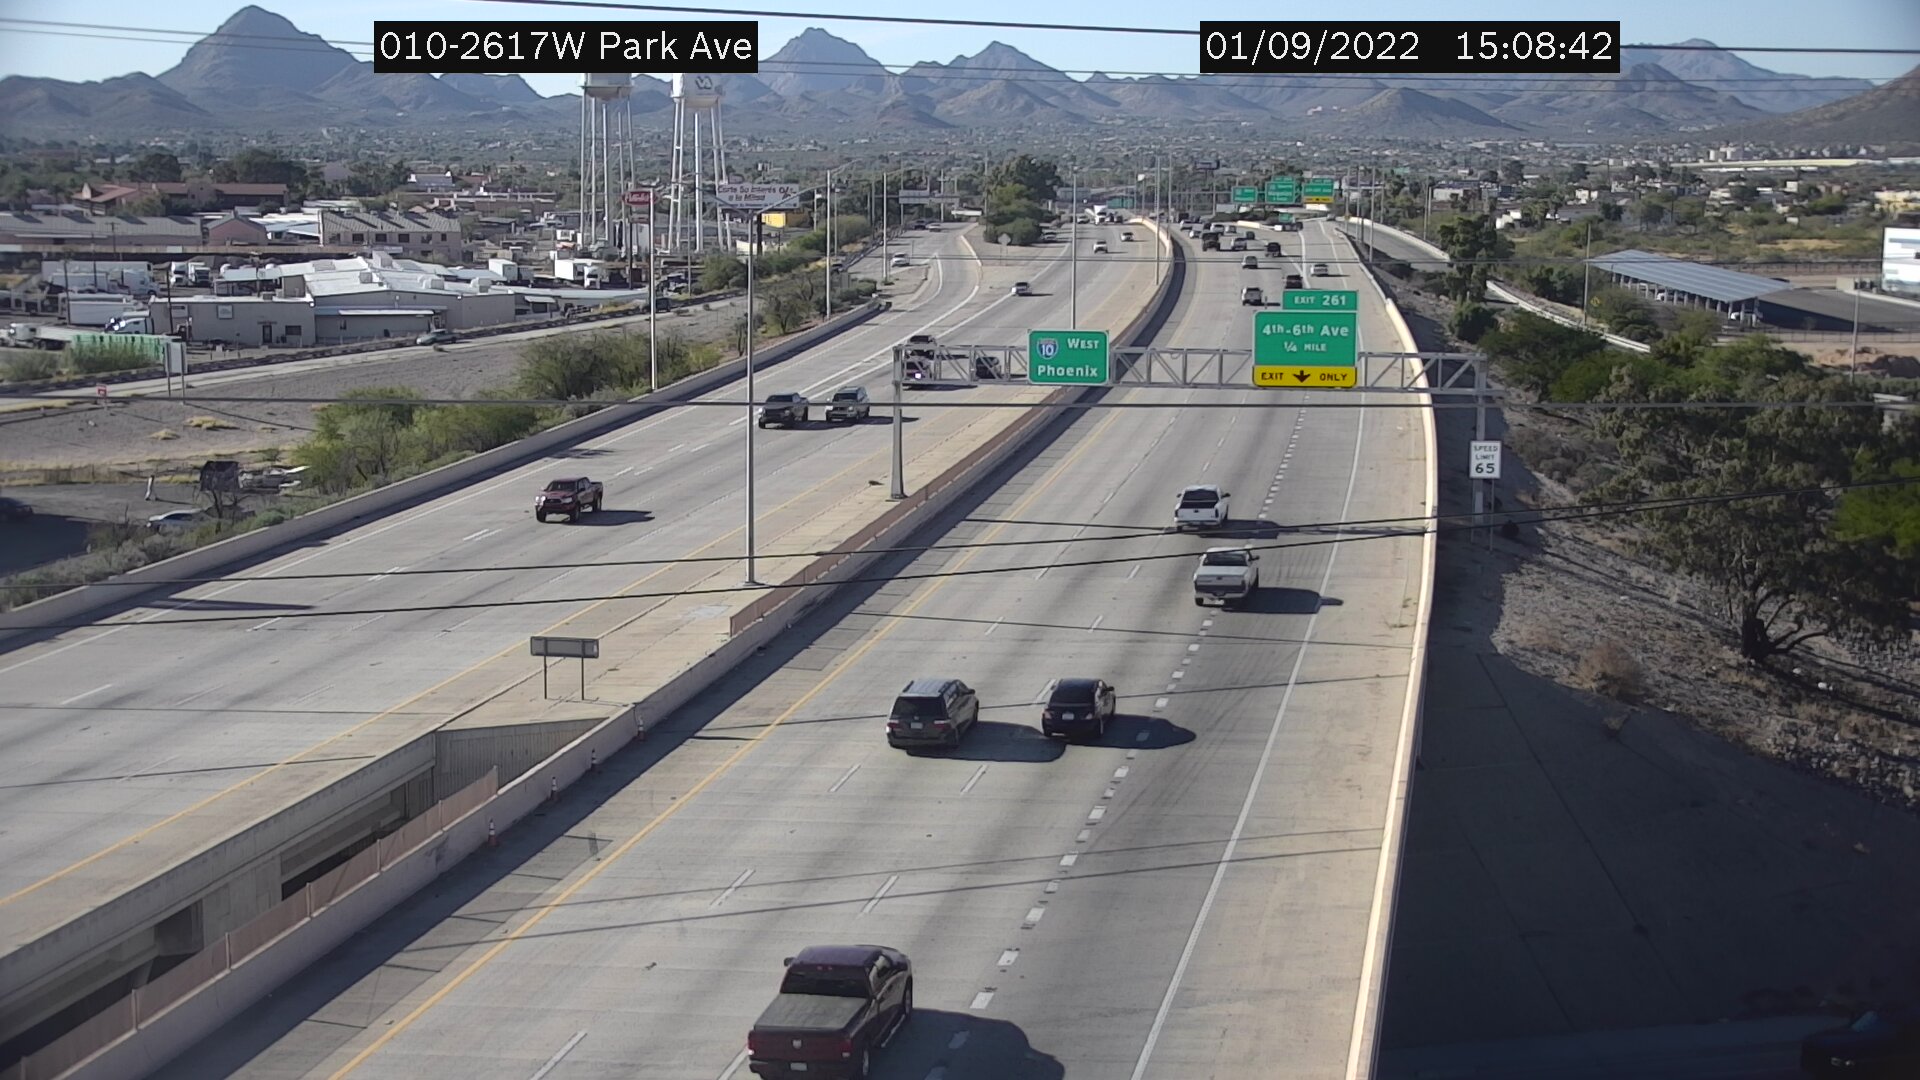 010-2617W Park Ave
01/09/2022 15:08:42
EXIT 261
10
WEST
Phoenix
4th-6th Ave
1/4 MILE
EXIT ONLY
SPEED
LIMIT
65